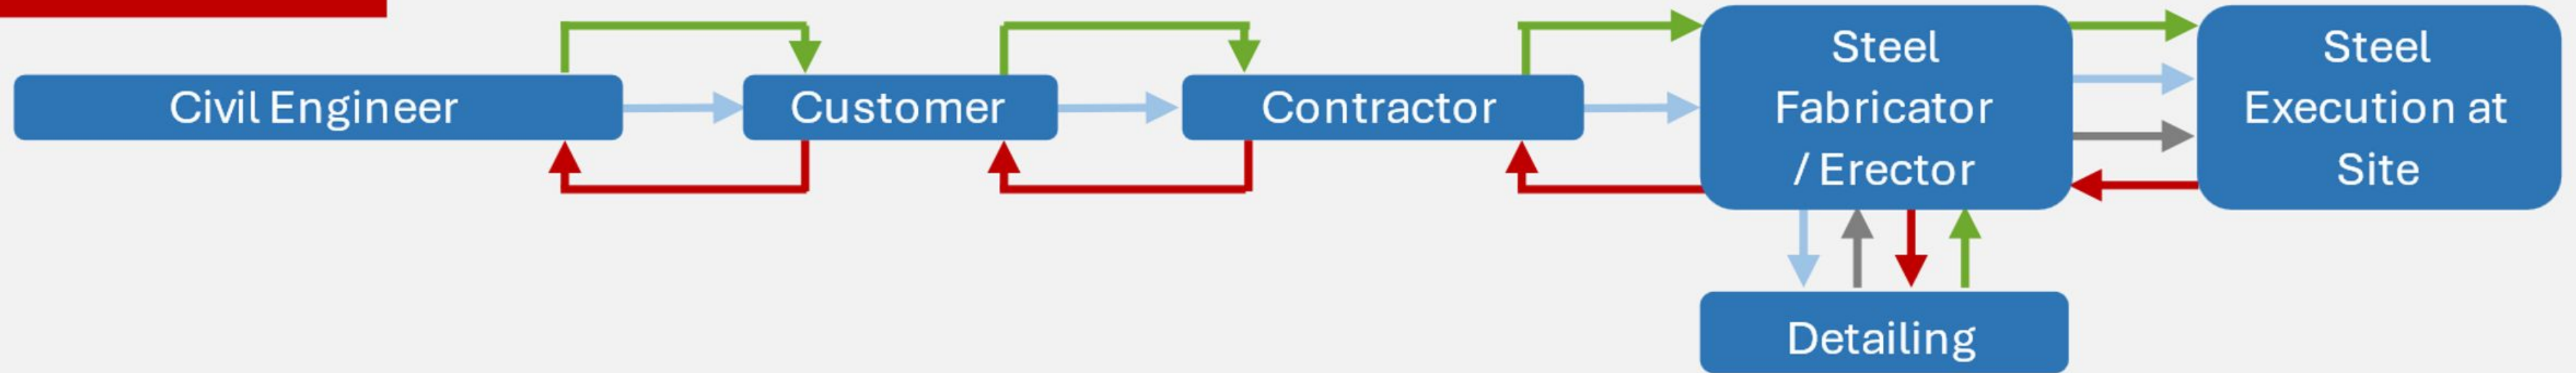 Civil Engineer
Customer
Contractor
Steel
Fabricator
/ Erector
Steel
Execution at
Site
Detailing